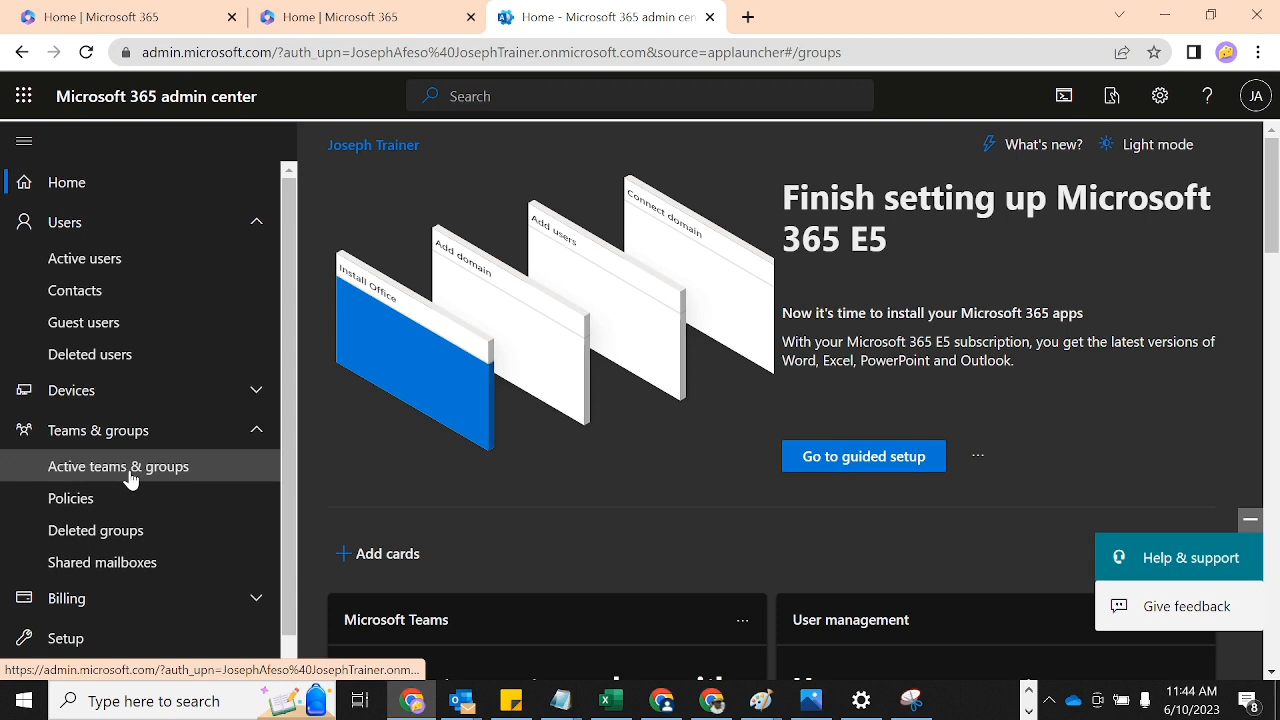 Home | Microsoft 365
Home | Microsoft 365
Home - Microsoft 365 admin cen
admin.microsoft.com/?auth_upn=JosephAfeso%40JosephTrainer.onmicrosoft.com&source=applauncher#/groups
Microsoft 365 admin center
Search
JA
Joseph Trainer
What's new?
Light mode
Home
Users
Active users
Contacts
Guest users
Deleted users
Devices
Teams & groups
Active teams & groups
Policies
Deleted groups
Shared mailboxes
Billing
Setup
Install Office
Add domain
Add users
Connect domain
Finish setting up Microsoft
365 E5
Now it's time to install your Microsoft 365 apps
With your Microsoft 365 E5 subscription, you get the latest versions of
Word, Excel, PowerPoint and Outlook.
Go to guided setup
Add cards
Help & support
Give feedback
Microsoft Teams
User management
https://admin.microsoft.com/?auth_upn=JosephAfeso%40JosephTrainer.onm...
Type here to search
11:44 AM
6/10/2023
8